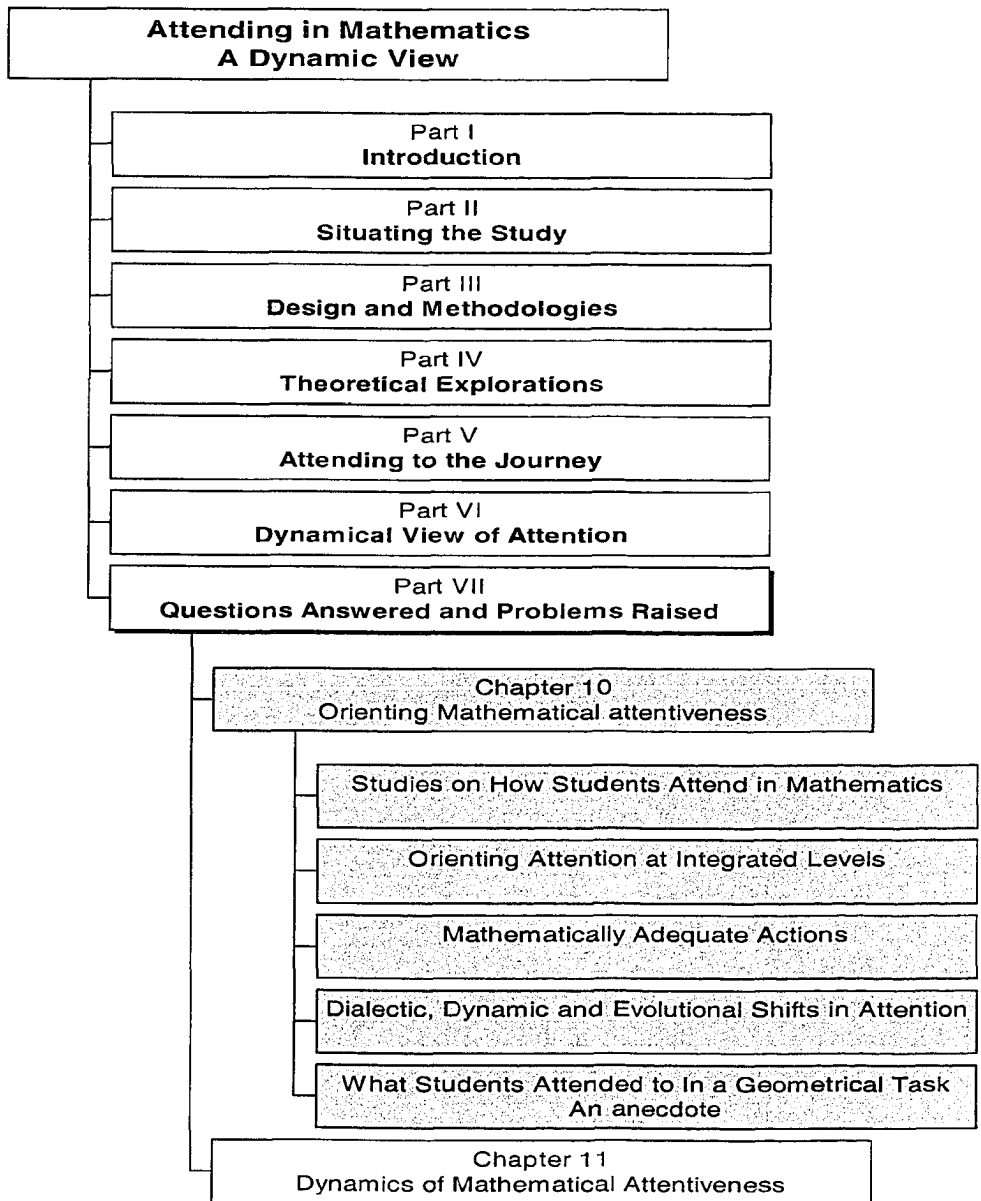 Attending in Mathematics
A Dynamic View
Part I
Introduction
Part II
Situating the Study
Part III
Design and Methodologies
Part IV
Theoretical Explorations
Part V
Attending to the Journey
Part VI
Dynamical View of Attention
Part VII
Questions Answered and Problems Raised
Chapter 10
Orienting Mathematical attentiveness
Studies on How Students Attend in Mathematics
Orienting Attention at Integrated Levels
Mathematically Adequate Actions
Dialectic, Dynamic and Evolutional Shifts in Attention
What Students Attended to In a Geometrical Task
An anecdote
Chapter 11
Dynamics of Mathematical Attentiveness